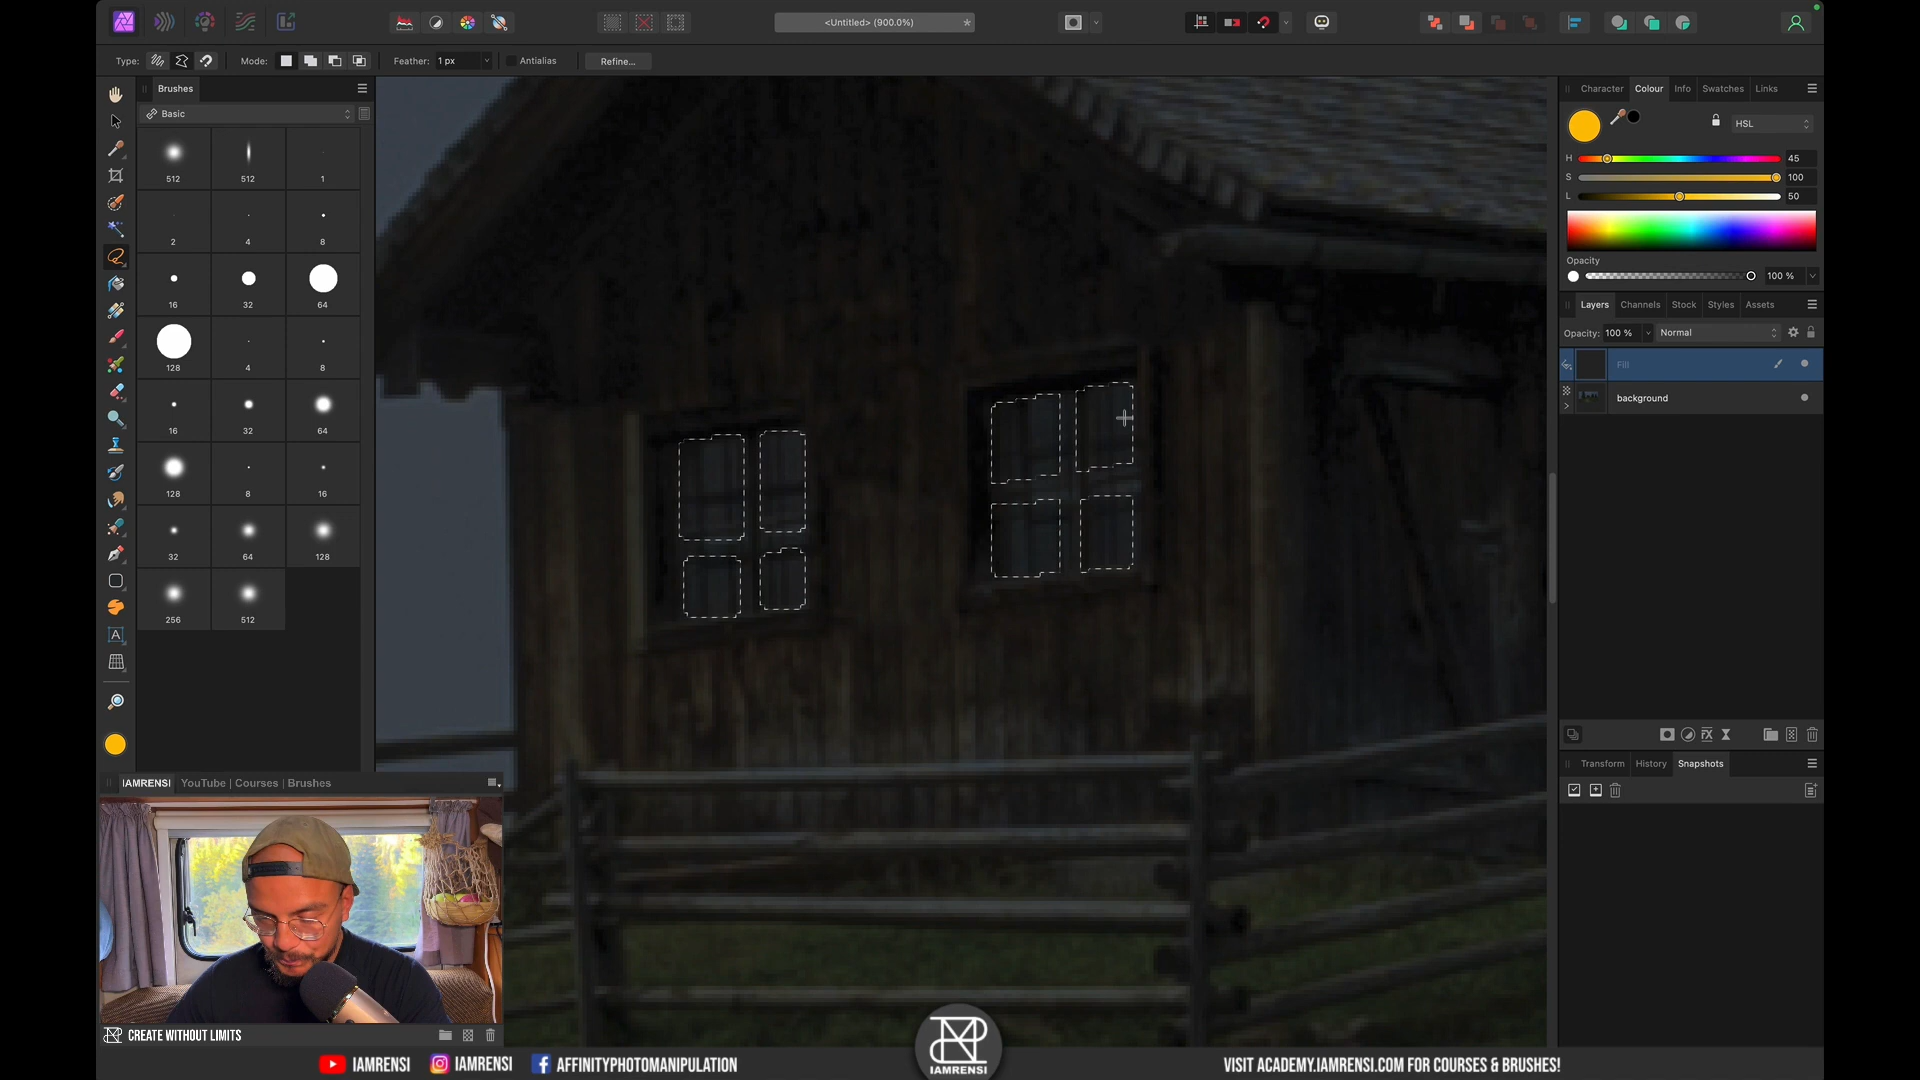 <Untitled> (900.0%)
*
Type:
Mode:
Feather: 1 px
Antialias
Refine...
Brushes
Basic
512
512
1
2
4
8
16
32
64
128
4
8
16
32
64
128
8
16
32
64
128
256
512
Character
Colour
Info
Swatches
Links
HSL
H
45
S
100
L
50
Opacity
100 %
Layers
Channels
Stock
Styles
Assets
Opacity: 100 %
Normal
Fill
background
Transform
History
Snapshots
IAMRENSI
YouTube | Courses | Brushes
CREATE WITHOUT LIMITS
IAMRENSI
IAMRENSI
AFFINITYPHOTOMANIPULATION
IAMRENSI
VISIT ACADEMY.IAMRENSI.COM FOR COURSES & BRUSHES!